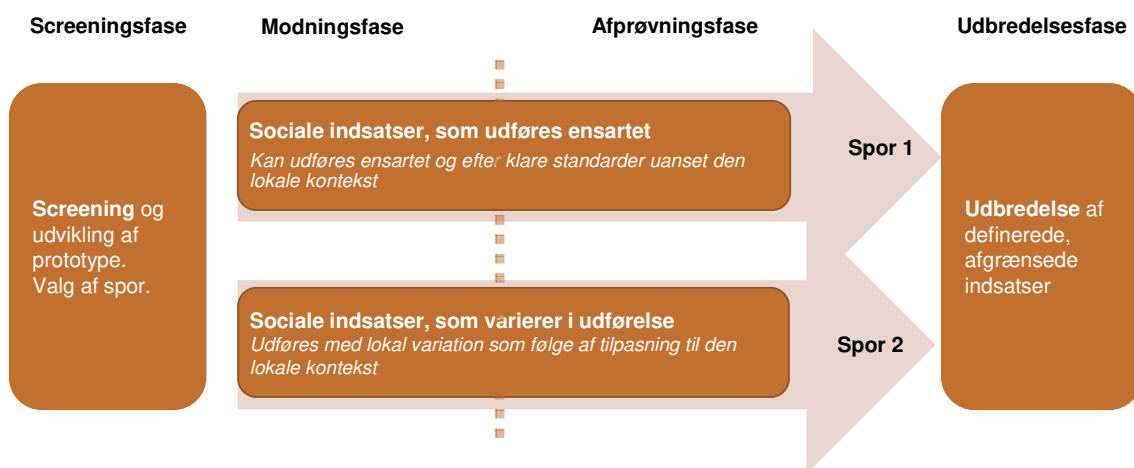 Screeningsfase
Modningsfase
Afprøvningsfase
Udbredelsesfase
Screening og
udvikling af
prototype.
Valg af spor.
Sociale indsatser, som udføres ensartet
Kan udføres ensartet og efter klare standarder uanset den
lokale kontekst
Spor 1
Sociale indsatser, som varierer i udførelse
Udføres med lokal variation som følge af tilpasning til den
lokale kontekst
Spor 2
Udbredelse af
definerede,
afgrænsede
indsatser